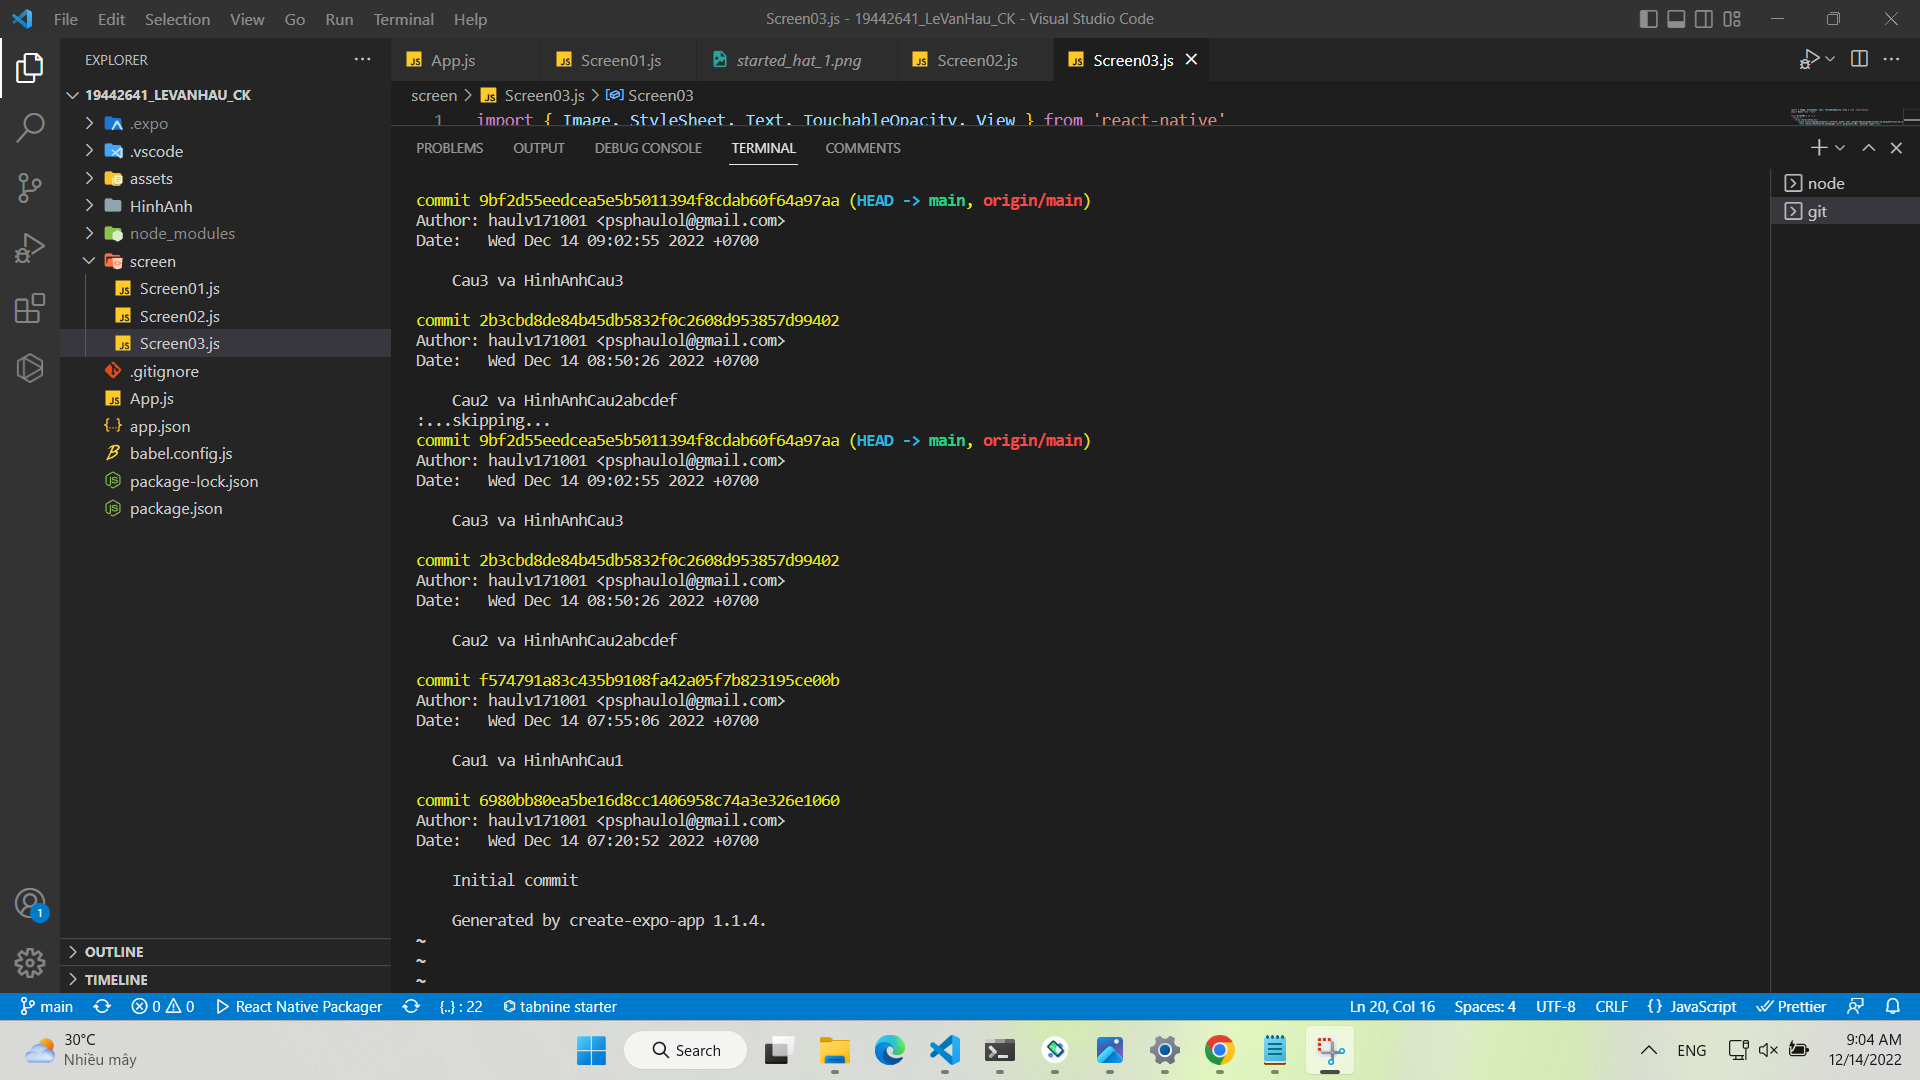 File Edit Selection View Go Run Terminal Help
Screen03.js - 19442641_LeVanHau_CK - Visual Studio Code
EXPLORER
19442641_LEVANHAU_CK
.expo
.vscode
assets
HinhAnh
node_modules
screen
Screen01.js
Screen02.js
Screen03.js
.gitignore
App.js
app.json
babel.config.js
package-lock.json
package.json
OUTLINE
TIMELINE
App.js Screen01.js started_hat_1.png Screen02.js Screen03.js
screen > Screen03.js > Screen03
1 import { Image, StyleSheet, Text, TouchableOpacity, View } from 'react-native'
PROBLEMS OUTPUT DEBUG CONSOLE TERMINAL COMMENTS
node
git
commit 9bf2d55eedcea5e5b5011394f8cdab60f64a97aa (HEAD -> main, origin/main)
Author: haulv171001 <psphaulol@gmail.com>
Date:   Wed Dec 14 09:02:55 2022 +0700
Cau3 va HinhAnhCau3
commit 2b3cbd8de84b45db5832f0c2608d953857d99402
Author: haulv171001 <psphaulol@gmail.com>
Date:   Wed Dec 14 08:50:26 2022 +0700
Cau2 va HinhAnhCau2abcdef
:...skipping...
commit 9bf2d55eedcea5e5b5011394f8cdab60f64a97aa (HEAD -> main, origin/main)
Author: haulv171001 <psphaulol@gmail.com>
Date:   Wed Dec 14 09:02:55 2022 +0700
Cau3 va HinhAnhCau3
commit 2b3cbd8de84b45db5832f0c2608d953857d99402
Author: haulv171001 <psphaulol@gmail.com>
Date:   Wed Dec 14 08:50:26 2022 +0700
Cau2 va HinhAnhCau2abcdef
commit f574791a83c435b9108fa42a05f7b823195ce00b
Author: haulv171001 <psphaulol@gmail.com>
Date:   Wed Dec 14 07:55:06 2022 +0700
Cau1 va HinhAnhCau1
commit 6980bb80ea5be16d8cc1406958c74a3e326e1060
Author: haulv171001 <psphaulol@gmail.com>
Date:   Wed Dec 14 07:20:52 2022 +0700
Initial commit
Generated by create-expo-app 1.1.4.
~
~
~
main 0 0 React Native Packager {..} : 22 tabnine starter Ln 20, Col 16 Spaces: 4 UTF-8 CRLF {} JavaScript Prettier
1
30°C
Nhiều mây
Search
ENG
9:04 AM
12/14/2022